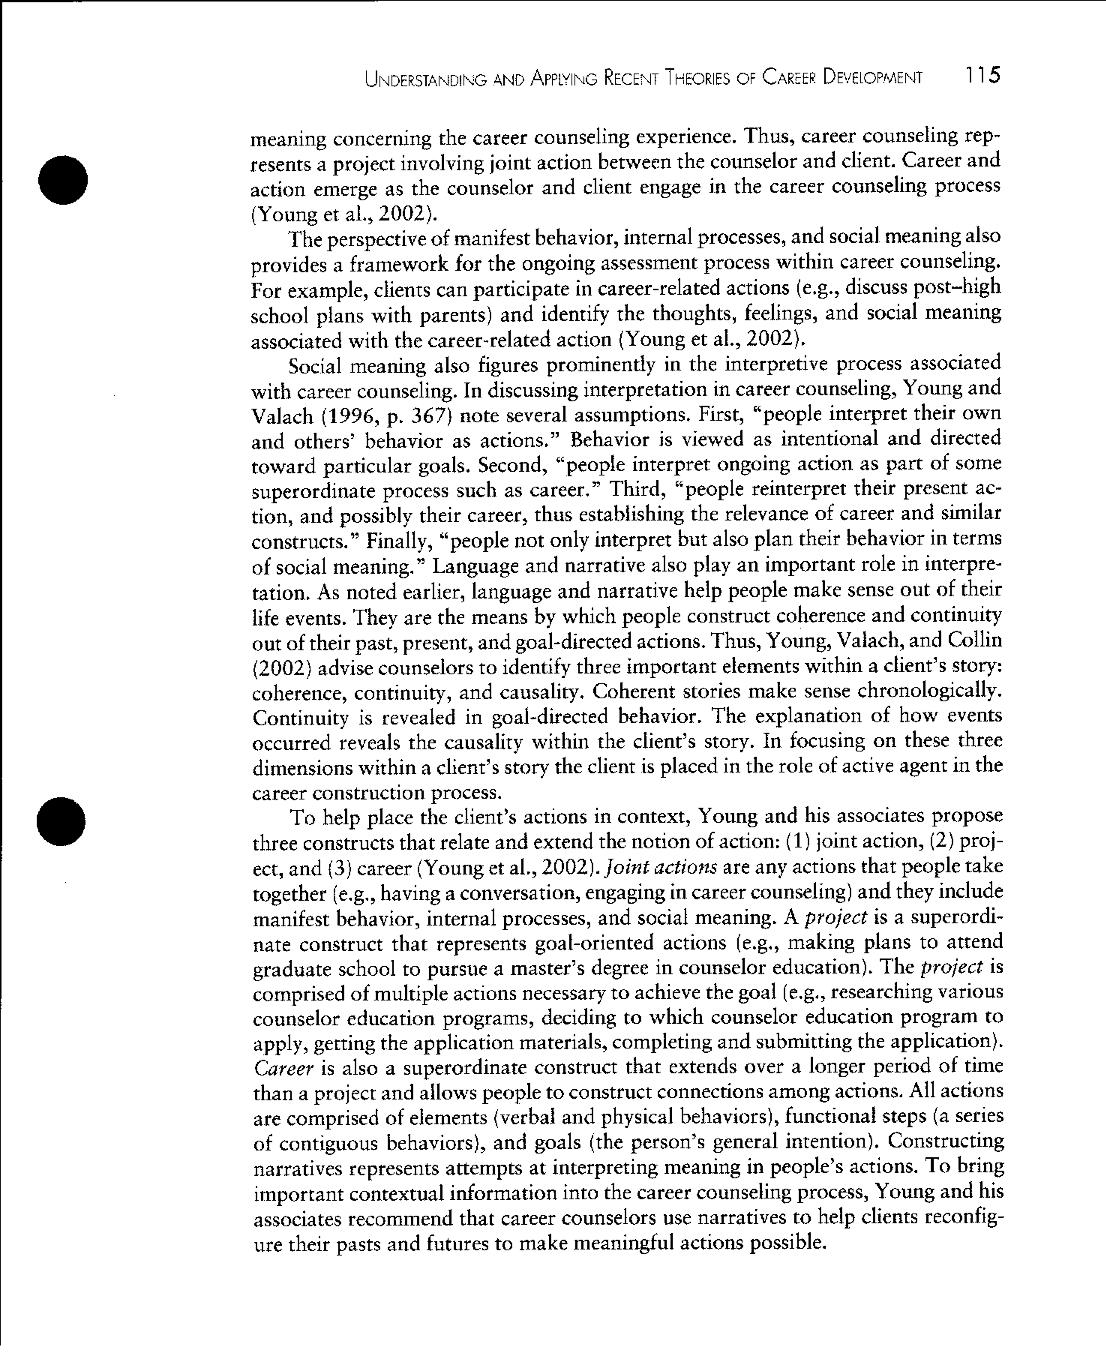 UNDERSTANDING AND APPLYING RECENT THEORIES OF CAREER DEVELOPMENT 115
meaning concerning the career counseling experience. Thus, career counseling rep-
resents a project involving joint action between the counselor and client. Career and
action emerge as the counselor and client engage in the career counseling process
(Young et al., 2002).
The perspective of manifest behavior, internal processes, and social meaning also
provides a framework for the ongoing assessment process within career counseling.
For example, clients can participate in career-related actions (e.g., discuss post–high
school plans with parents) and identify the thoughts, feelings, and social meaning
associated with the career-related action (Young et al., 2002).
Social meaning also figures prominently in the interpretive process associated
with career counseling. In discussing interpretation in career counseling, Young and
Valach (1996, p. 367) note several assumptions. First, “people interpret their own
and others’ behavior as actions.” Behavior is viewed as intentional and directed
toward particular goals. Second, “people interpret ongoing action as part of some
superordinate process such as career.” Third, “people reinterpret their present ac-
tion, and possibly their career, thus establishing the relevance of career and similar
constructs.” Finally, “people not only interpret but also plan their behavior in terms
of social meaning.” Language and narrative also play an important role in interpre-
tation. As noted earlier, language and narrative help people make sense out of their
life events. They are the means by which people construct coherence and continuity
out of their past, present, and goal-directed actions. Thus, Young, Valach, and Collin
(2002) advise counselors to identify three important elements within a client’s story:
coherence, continuity, and causality. Coherent stories make sense chronologically.
Continuity is revealed in goal-directed behavior. The explanation of how events
occurred reveals the causality within the client’s story. In focusing on these three
dimensions within a client’s story the client is placed in the role of active agent in the
career construction process.
To help place the client’s actions in context, Young and his associates propose
three constructs that relate and extend the notion of action: (1) joint action, (2) proj-
ect, and (3) career (Young et al., 2002). Joint actions are any actions that people take
together (e.g., having a conversation, engaging in career counseling) and they include
manifest behavior, internal processes, and social meaning. A project is a superordi-
nate construct that represents goal-oriented actions (e.g., making plans to attend
graduate school to pursue a master’s degree in counselor education). The project is
comprised of multiple actions necessary to achieve the goal (e.g., researching various
counselor education programs, deciding to which counselor education program to
apply, getting the application materials, completing and submitting the application).
Career is also a superordinate construct that extends over a longer period of time
than a project and allows people to construct connections among actions. All actions
are comprised of elements (verbal and physical behaviors), functional steps (a series
of contiguous behaviors), and goals (the person’s general intention). Constructing
narratives represents attempts at interpreting meaning in people’s actions. To bring
important contextual information into the career counseling process, Young and his
associates recommend that career counselors use narratives to help clients reconfig-
ure their pasts and futures to make meaningful actions possible.